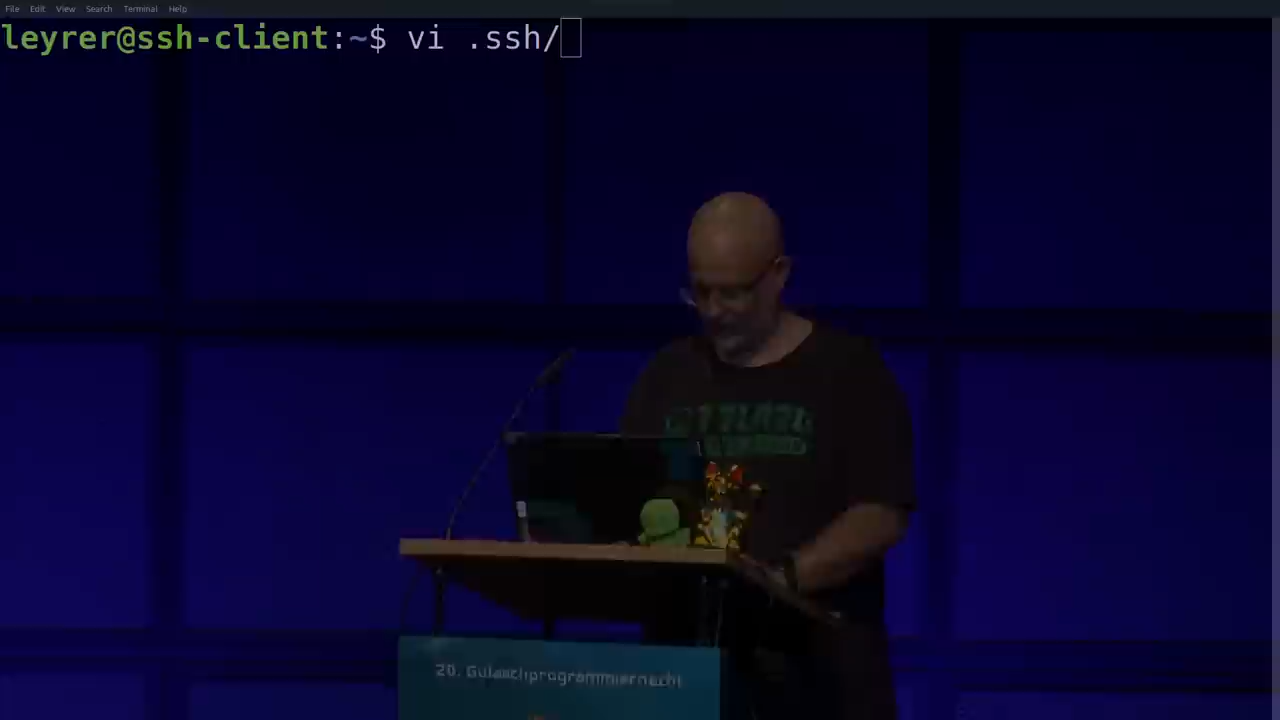 File Edit View Search Terminal Help
leyrer@ssh-client:~$ vi .ssh/
20. Gulaschprogrammiernacht